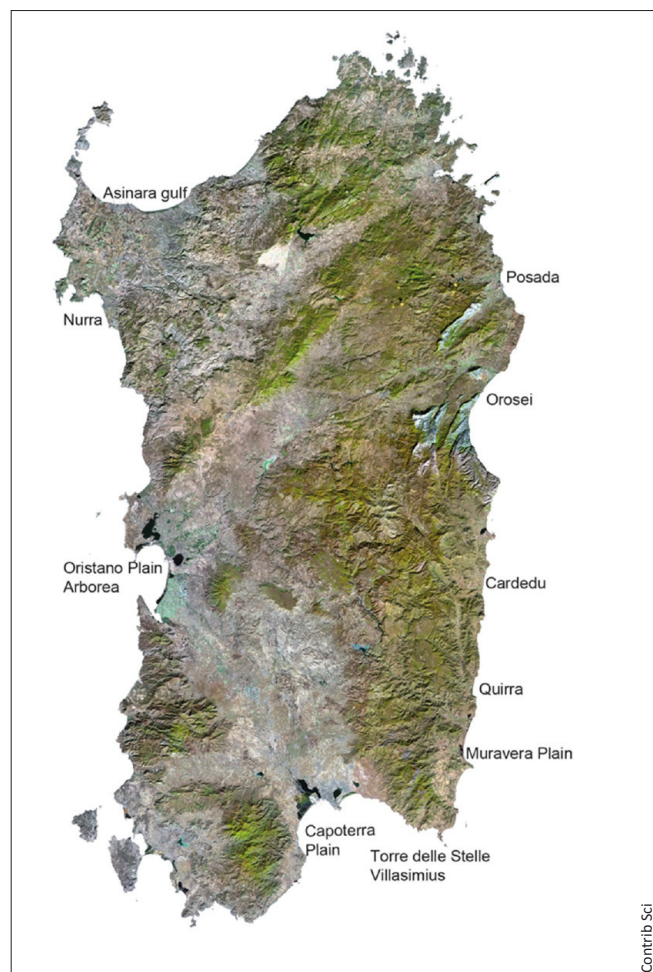 Asinara gulf
Posada
Nurra
Orosei
Oristano Plain
Arborea
Cardedu
Quirra
Muravera Plain
Capoterra
Plain
Torre delle Stelle
Villasimius
Contrib Sci